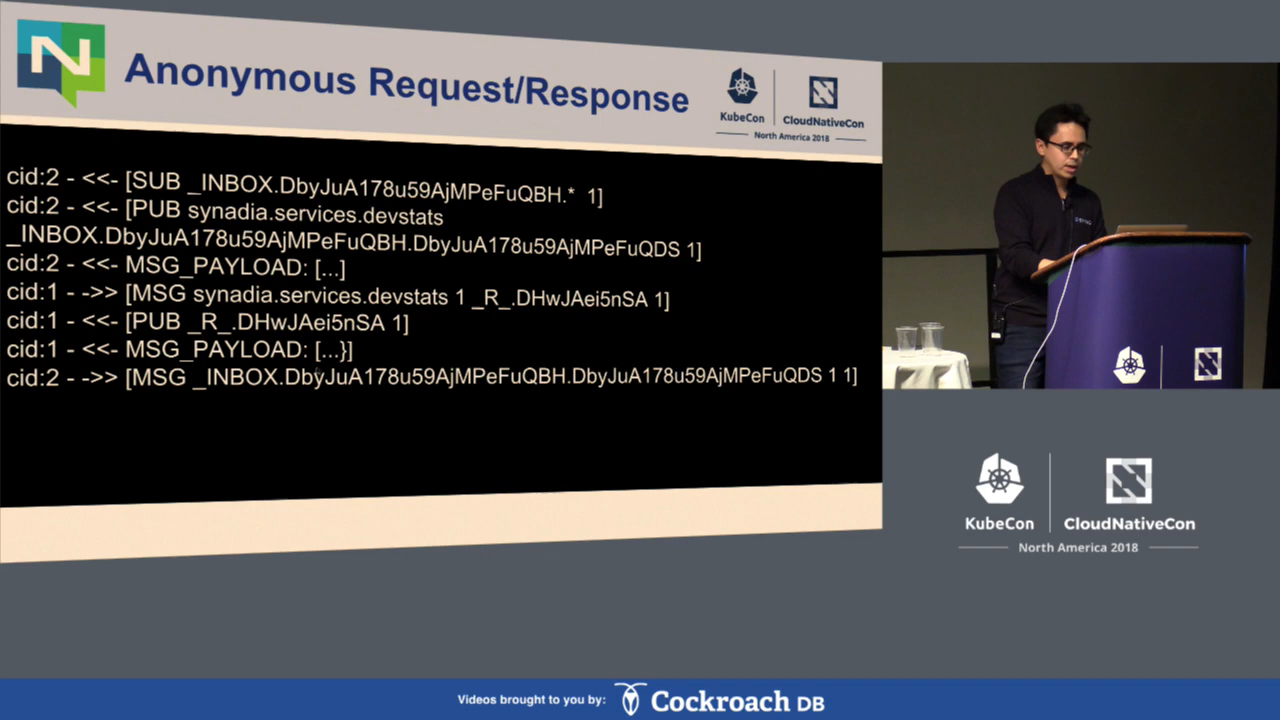 Anonymous Request/Response
KubeCon
CloudNativeCon
North America 2018
cid:2 - <<- [SUB _INBOX.DbyJuA178u59AjMPeFuQBH.*  1]
cid:2 - <<- [PUB synadia.services.devstats
_INBOX.DbyJuA178u59AjMPeFuQBH.DbyJuA178u59AjMPeFuQDS 1]
cid:2 - <<- MSG_PAYLOAD: [...]
cid:1 - ->> [MSG synadia.services.devstats 1 _R_.DHwJAei5nSA 1]
cid:1 - <<- [PUB _R_.DHwJAei5nSA 1]
cid:1 - <<- MSG_PAYLOAD: [...}]
cid:2 - ->> [MSG _INBOX.DbyJuA178u59AjMPeFuQBH.DbyJuA178u59AjMPeFuQDS 1 1]
KubeCon
CloudNativeCon
North America 2018
Videos brought to you by:
Cockroach DB